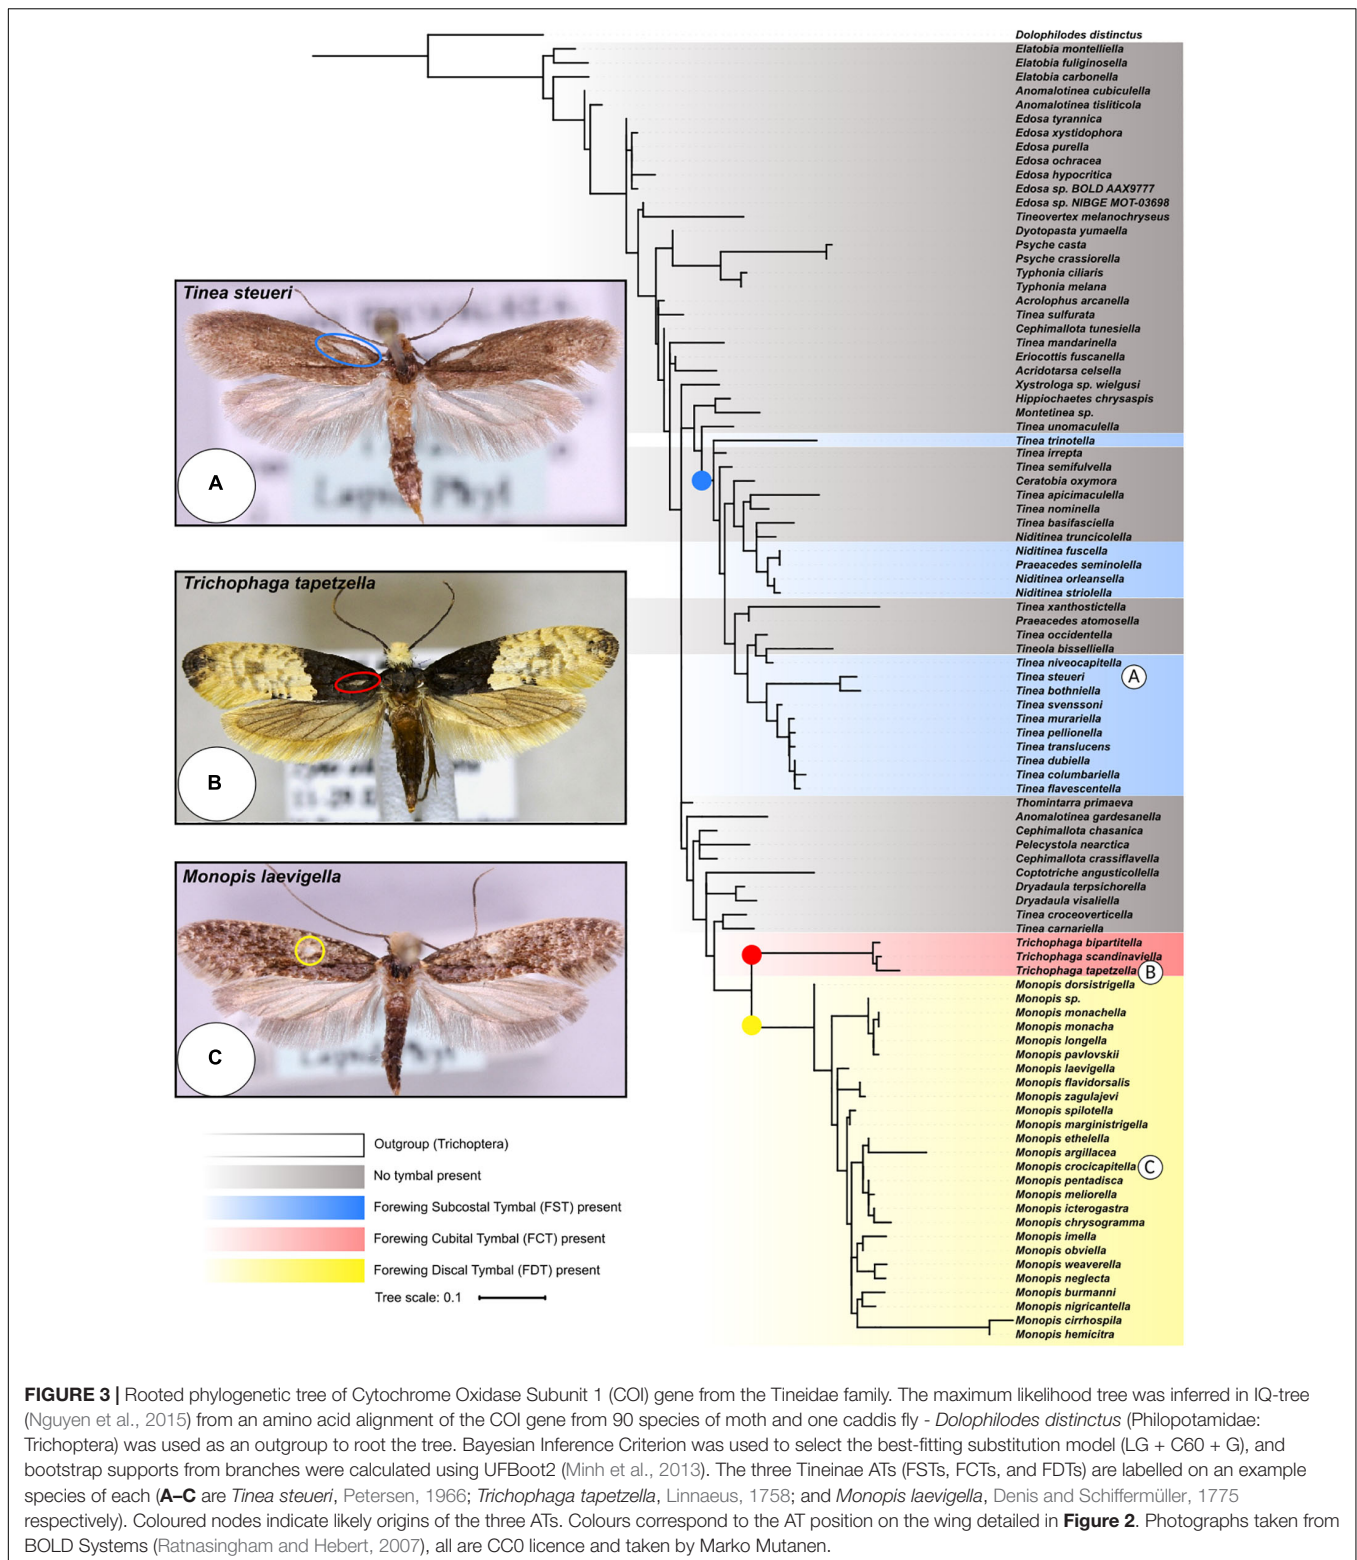 Dolophilodes distinctus
Elatobia montelliella
Elatobia fuliginosella
Elatobia carbonella
Anomalotinea cubiculella
Anomalotinea tisliticola
Edosa tyrannica
Edosa xystidophora
Edosa purella
Edosa ochracea
Edosa hypocritica
Edosa sp. BOLD AAX9777
Edosa sp. NIBGE MOT-03698
Tineovertex melanochryseus
Dyotopasta yumaella
Psyche casta
Psyche crassiorella
Typhonia ciliaris
Typhonia melana
Acrolophus arcanella
Tinea sulfurata
Cephimallota tunesiella
Tinea mandarinella
Eriocottis fuscanella
Acridotarsa celsella
Xystrologa sp. wielgusi
Hippiochaetes chrysaspis
Montetinea sp.
Tinea unomaculella
Tinea trinotella
Tinea irrepta
Tinea semifulvella
Ceratobia oxymora
Tinea apicimaculella
Tinea nominella
Tinea basifasciella
Niditinea truncicolella
Niditinea fuscella
Praeacedes seminolella
Niditinea orleansella
Niditinea striolella
Tinea xanthostictella
Praeacedes atomosella
Tinea occidentella
Tineola bisselliella
Tinea niveocapitella
Tinea steueri
A
Tinea bothniella
Tinea svenssoni
Tinea murariella
Tinea pellionella
Tinea translucens
Tinea dubiella
Tinea columbariella
Tinea flavescentella
Thomintarra primaeva
Anomalotinea gardesanella
Cephimallota chasanica
Pelecystola nearctica
Cephimallota crassiflavella
Coptotriche angusticollella
Dryadaula terpsichorella
Dryadaula visaliella
Tinea croceoverticella
Tinea carnariella
Trichophaga bipartitella
Trichophaga scandinaviella
Trichophaga tapetzella
B
Monopis dorsistrigella
Monopis sp.
Monopis monachella
Monopis monacha
Monopis longella
Monopis pavlovskii
Monopis laevigella
Monopis flavidorsalis
Monopis zagulajevi
Monopis spilotella
Monopis marginistrigella
Monopis ethelella
Monopis argillacea
Monopis crocicapitella
C
Monopis pentadisca
Monopis meliorella
Monopis icterogastra
Monopis chrysogramma
Monopis imella
Monopis obviella
Monopis weaverella
Monopis neglecta
Monopis burmanni
Monopis nigricantella
Monopis cirrhospila
Monopis hemicitra
Tinea steueri
A
Trichophaga tapetzella
B
Monopis laevigella
C
Outgroup (Trichoptera)
No tymbal present
Forewing Subcostal Tymbal (FST) present
Forewing Cubital Tymbal (FCT) present
Forewing Discal Tymbal (FDT) present
Tree scale: 0.1
FIGURE 3 | Rooted phylogenetic tree of Cytochrome Oxidase Subunit 1 (COI) gene from the Tineidae family. The maximum likelihood tree was inferred in IQ-tree
(Nguyen et al., 2015) from an amino acid alignment of the COI gene from 90 species of moth and one caddis fly - Dolophilodes distinctus (Philopotamidae:
Trichoptera) was used as an outgroup to root the tree. Bayesian Inference Criterion was used to select the best-fitting substitution model (LG + C60 + G), and
bootstrap supports from branches were calculated using UFBoot2 (Minh et al., 2013). The three Tineinae ATs (FSTs, FCTs, and FDTs) are labelled on an example
species of each (A–C are Tinea steueri, Petersen, 1966; Trichophaga tapetzella, Linnaeus, 1758; and Monopis laevigella, Denis and Schiffermüller, 1775
respectively). Coloured nodes indicate likely origins of the three ATs. Colours correspond to the AT position on the wing detailed in Figure 2. Photographs taken from
BOLD Systems (Ratnasingham and Hebert, 2007), all are CC0 licence and taken by Marko Mutanen.